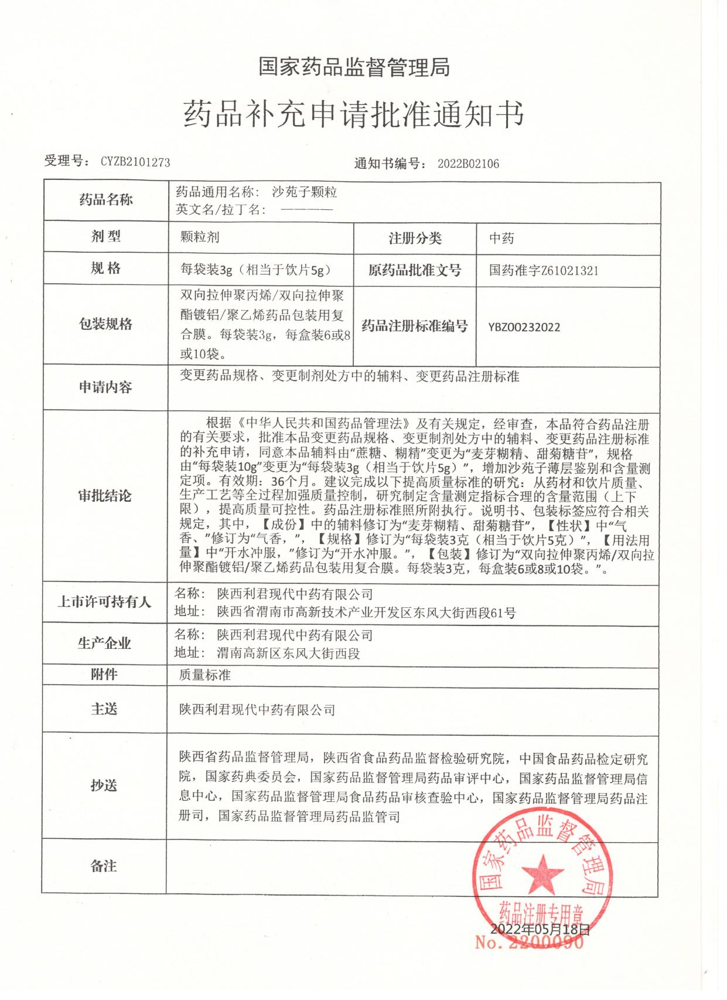 国家药品监督管理局
药品补充申请批准通知书
受理号： CYZB2101273 通知书编号： 2022B02106
药品名称
药品通用名称： 沙苑子颗粒
英文名/拉丁名： ————
剂 型 颗粒剂 注册分类 中药
规 格 每袋装3g（相当于饮片5g） 原药品批准文号 国药准字Z61021321
包装规格
双向拉伸聚丙烯/双向拉伸聚
酯镀铝/聚乙烯药品包装用复
合膜。每袋装3g，每盒装6或8
或10袋。
药品注册标准编号 YBZ00232022
申请内容
变更药品规格、变更制剂处方中的辅料、变更药品注册标准
审批结论
根据《中华人民共和国药品管理法》及有关规定，经审查，本品符合药品注册
的有关要求，批准本品变更药品规格、变更制剂处方中的辅料、变更药品注册标准
的补充申请，同意本品辅料由“蔗糖、糊精”变更为“麦芽糊精、甜菊糖苷”，规格
由“每袋装10g”变更为“每袋装3g（相当于饮片5g）”，增加沙苑子薄层鉴别和含量测
定项。有效期：36个月。建议完成以下提高质量标准的研究：从药材和饮片质量、
生产工艺等全过程加强质量控制，研究制定含量测定指标合理的含量范围（上下
限），提高质量可控性。药品注册标准照所附执行。说明书、包装标签应符合相关
规定，其中，【成份】中的辅料修订为“麦芽糊精、甜菊糖苷”，【性状】中“气
香、”修订为“气香，”，【规格】修订为“每袋装3克（相当于饮片5克）”，【用法用
量】中“开水冲服，”修订为“开水冲服。”，【包装】修订为“双向拉伸聚丙烯/双向拉
伸聚酯镀铝/聚乙烯药品包装用复合膜。每袋装3克，每盒装6或8或10袋。”。
上市许可持有人
名称： 陕西利君现代中药有限公司
地址： 陕西省渭南市高新技术产业开发区东风大街西段61号
生产企业
名称： 陕西利君现代中药有限公司
地址： 渭南高新区东风大街西段
附件 质量标准
主送 陕西利君现代中药有限公司
抄送
陕西省药品监督管理局，陕西省食品药品监督检验研究院，中国食品药品检定研究
院，国家药典委员会，国家药品监督管理局药品审评中心，国家药品监督管理局信
息中心，国家药品监督管理局食品药品审核查验中心，国家药品监督管理局药品注
册司，国家药品监督管理局药品监管司
备注
国家药品监督管理局
药品注册专用章
2022年05月18日
No. 2200090